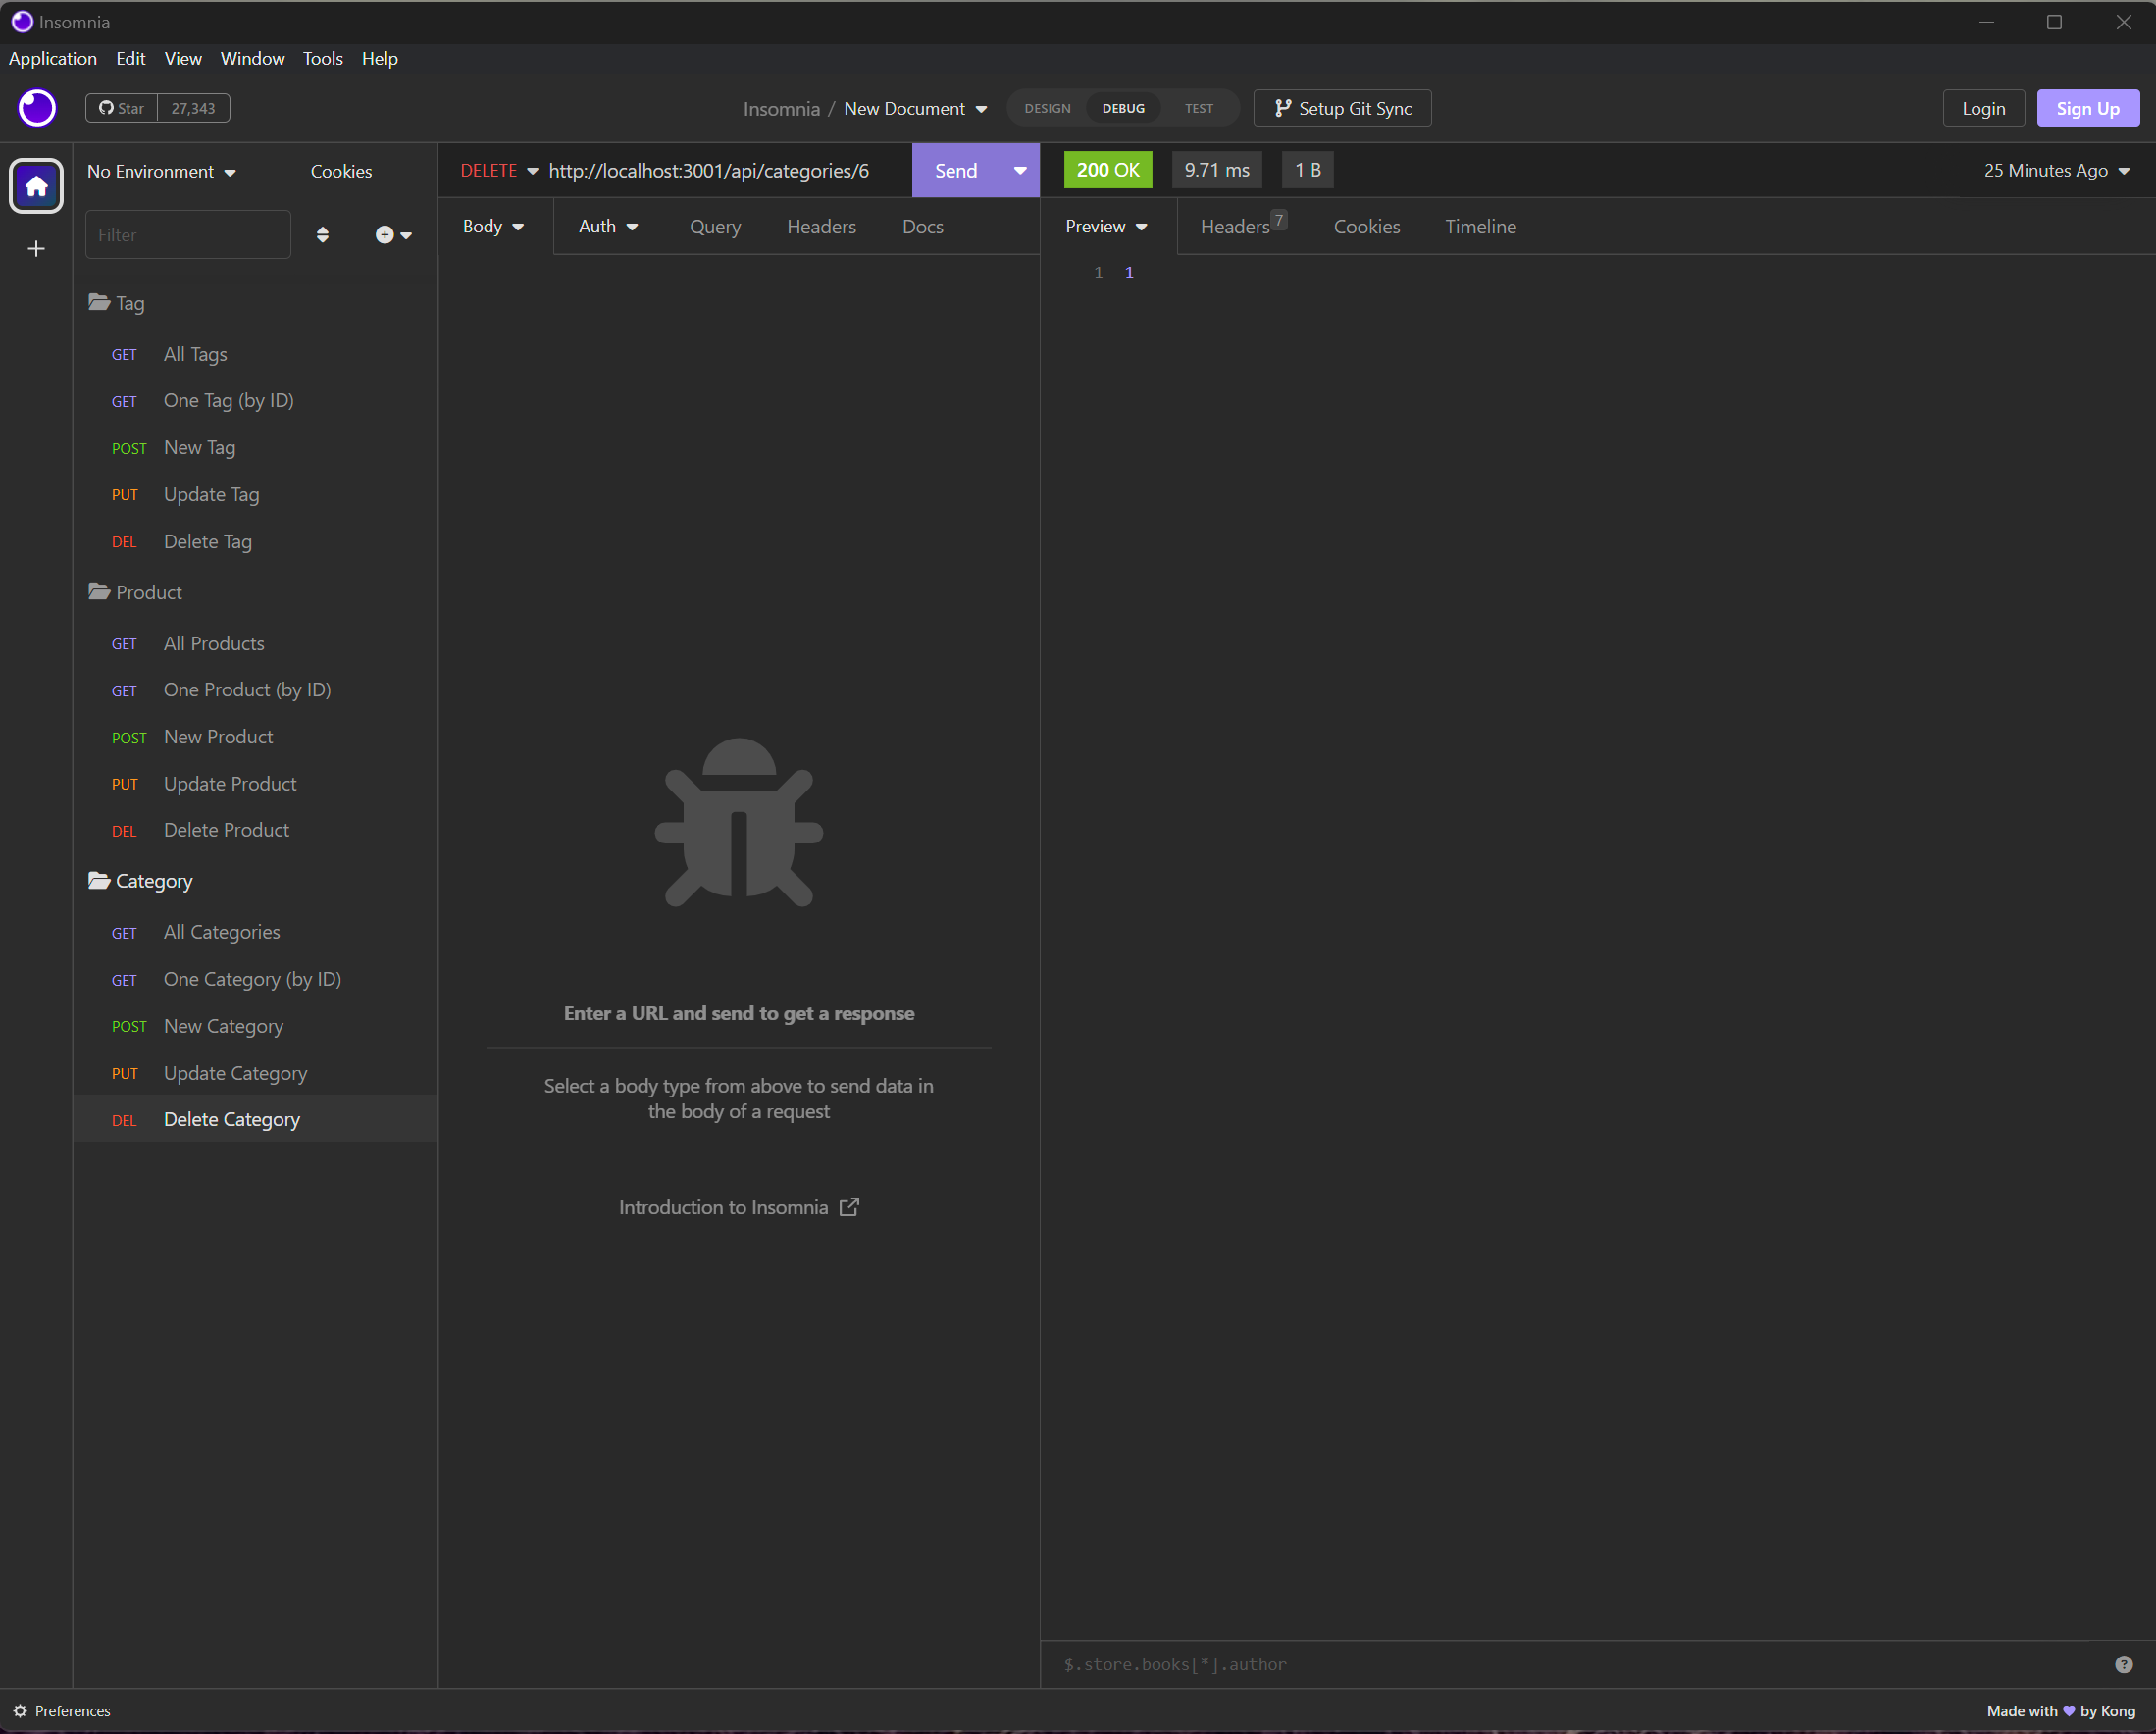 Insomnia
Application Edit View Window Tools Help
Star 27,343
Insomnia / New Document
DESIGN DEBUG TEST
Setup Git Sync
Login Sign Up
No Environment Cookies
Filter
Tag
GET All Tags
GET One Tag (by ID)
POST New Tag
PUT Update Tag
DEL Delete Tag
Product
GET All Products
GET One Product (by ID)
POST New Product
PUT Update Product
DEL Delete Product
Category
GET All Categories
GET One Category (by ID)
POST New Category
PUT Update Category
DEL Delete Category
DELETE http://localhost:3001/api/categories/6 Send
Body Auth Query Headers Docs
Enter a URL and send to get a response
Select a body type from above to send data in
the body of a request
Introduction to Insomnia
200 OK 9.71 ms 1 B 25 Minutes Ago
Preview Headers 7 Cookies Timeline
1 1
$.store.books[*].author
Preferences
Made with by Kong